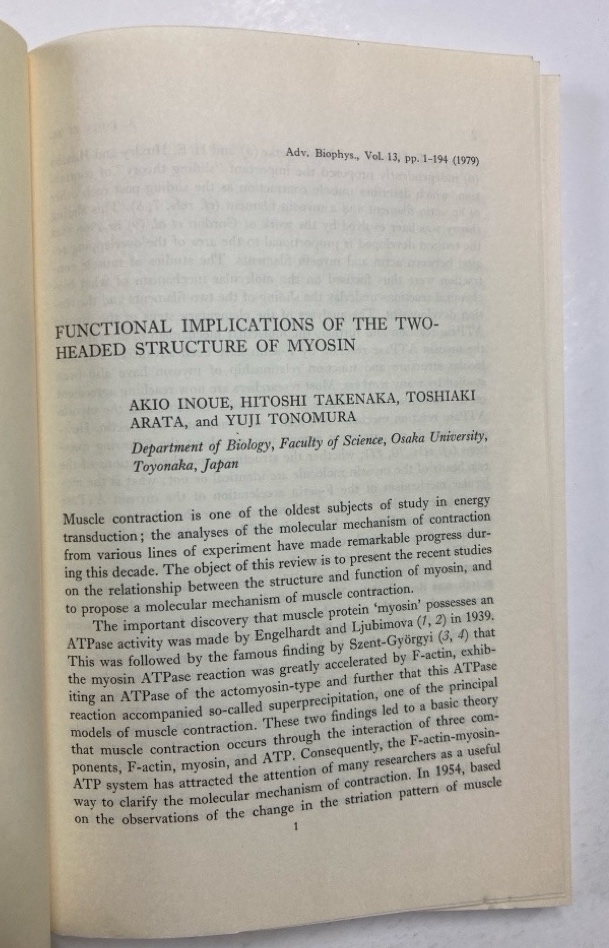 Adv. Biophys., Vol. 13, pp. 1-194 (1979)
FUNCTIONAL IMPLICATIONS OF THE TWO-
HEADED STRUCTURE OF MYOSIN
AKIO INOUE, HITOSHI TAKENAKA, TOSHIAKI
ARATA, and YUJI TONOMURA
Department of Biology, Faculty of Science, Osaka University,
Toyonaka, Japan
Muscle contraction is one of the oldest subjects of study in energy
transduction; the analyses of the molecular mechanism of contraction
from various lines of experiment have made remarkable progress dur-
ing this decade. The object of this review is to present the recent studies
on the relationship between the structure and function of myosin, and
to propose a molecular mechanism of muscle contraction.
The important discovery that muscle protein 'myosin' possesses an
ATPase activity was made by Engelhardt and Ljubimova (1, 2) in 1939.
This was followed by the famous finding by Szent-Györgyi (3, 4) that
the myosin ATPase reaction was greatly accelerated by F-actin, exhib-
iting an ATPase of the actomyosin-type and further that this ATPase
reaction accompanied so-called superprecipitation, one of the principal
models of muscle contraction. These two findings led to a basic theory
that muscle contraction occurs through the interaction of three com-
ponents, F-actin, myosin, and ATP. Consequently, the F-actin-myosin-
ATP system has attracted the attention of many researchers as a useful
way to clarify the molecular mechanism of contraction. In 1954, based
on the observations of the change in the striation pattern of muscle
1